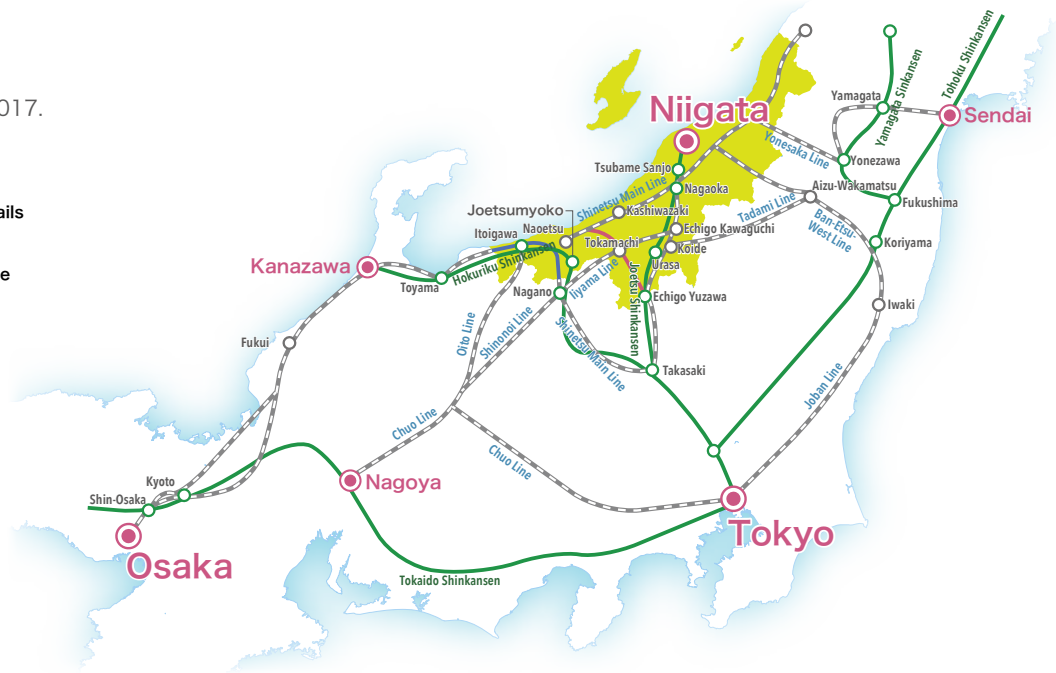 017.
ails
e
Tohoku Shinkansen
Yamagata Sinkansen
Yamagata
Sendai
Niigata
Yonesaka Line
Yonezawa
Tsubame Sanjo
Aizu-Wakamatsu
Shinetsu Main Line
Nagaoka
Fukushima
Joetsumyoko
Kashiwazaki
Tadami Line
Ban-Etsu-
West Line
Itoigawa
Naoetsu
Echigo Kawaguchi
Tokamachi
Koide
Koriyama
Kanazawa
Hokuriku Shinkansen
Urasa
Toyama
Iiyama Line
Nagano
Joetsu Shinkansen
Echigo Yuzawa
Iwaki
Oito Line
Shinonoi Line
Shinetsu Main Line
Fukui
Takasaki
Joban Line
Chuo Line
Chuo Line
Kyoto
Nagoya
Shin-Osaka
Tokyo
Osaka
Tokaido Shinkansen